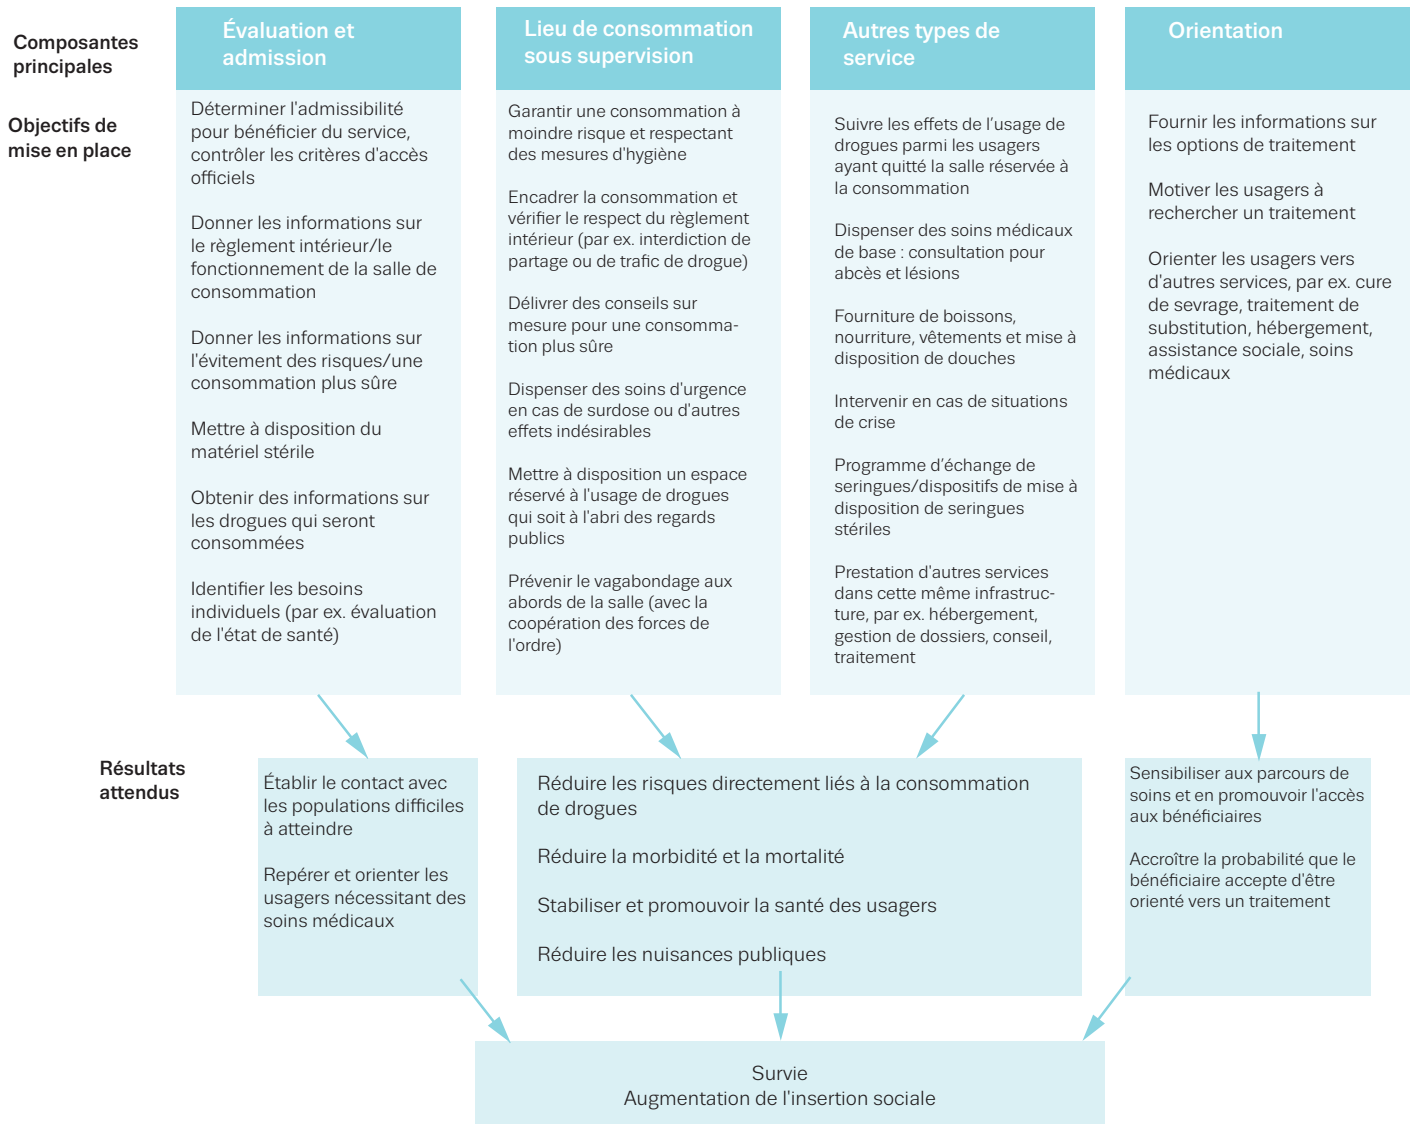 Composantes
principales
Évaluation et
admission
Lieu de consommation
sous supervision
Autres types de
service
Orientation
Objectifs de
mise en place
Déterminer l'admissibilité
pour bénéficier du service,
contrôler les critères d'accès
officiels
Donner les informations sur
le règlement intérieur/le
fonctionnement de la salle de
consommation
Donner les informations sur
l'évitement des risques/une
consommation plus sûre
Mettre à disposition du
matériel stérile
Obtenir des informations sur
les drogues qui seront
consommées
Identifier les besoins
individuels (par ex. évaluation
de l'état de santé)
Garantir une consommation à
moindre risque et respectant
des mesures d'hygiène
Encadrer la consommation et
vérifier le respect du règlement
intérieur (par ex. interdiction de
partage ou de trafic de drogue)
Délivrer des conseils sur
mesure pour une consomma-
tion plus sûre
Dispenser des soins d'urgence
en cas de surdose ou d'autres
effets indésirables
Mettre à disposition un espace
réservé à l'usage de drogues
qui soit à l'abri des regards
publics
Prévenir le vagabondage aux
abords de la salle (avec la
coopération des forces de
l'ordre)
Suivre les effets de l’usage de
drogues parmi les usagers
ayant quitté la salle réservée à
la consommation
Dispenser des soins médicaux
de base : consultation pour
abcès et lésions
Fourniture de boissons,
nourriture, vêtements et mise à
disposition de douches
Intervenir en cas de situations
de crise
Programme d’échange de
seringues/dispositifs de mise à
disposition de seringues
stériles
Prestation d'autres services
dans cette même infrastruc-
ture, par ex. hébergement,
gestion de dossiers, conseil,
traitement
Fournir les informations sur
les options de traitement
Motiver les usagers à
rechercher un traitement
Orienter les usagers vers
d'autres services, par ex. cure
de sevrage, traitement de
substitution, hébergement,
assistance sociale, soins
médicaux
Résultats
attendus
Établir le contact avec
les populations difficiles
à atteindre
Repérer et orienter les
usagers nécessitant des
soins médicaux
Réduire les risques directement liés à la consommation
de drogues
Réduire la morbidité et la mortalité
Stabiliser et promouvoir la santé des usagers
Réduire les nuisances publiques
Sensibiliser aux parcours de
soins et en promouvoir l'accès
aux bénéficiaires
Accroître la probabilité que le
bénéficiaire accepte d'être
orienté vers un traitement
Survie
Augmentation de l'insertion sociale